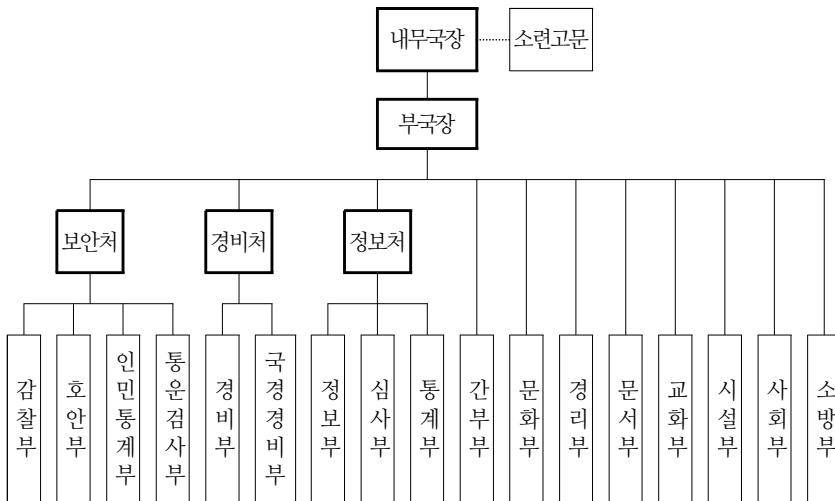 내무국장
소련고문
부국장
보안처
경비처
정보처
감찰부
호안부
인민통계부
통운검사부
경비부
국경경비부
정보부
심사부
통계부
간부부
문화부
경리부
문서부
교화부
시설부
사회부
소방부